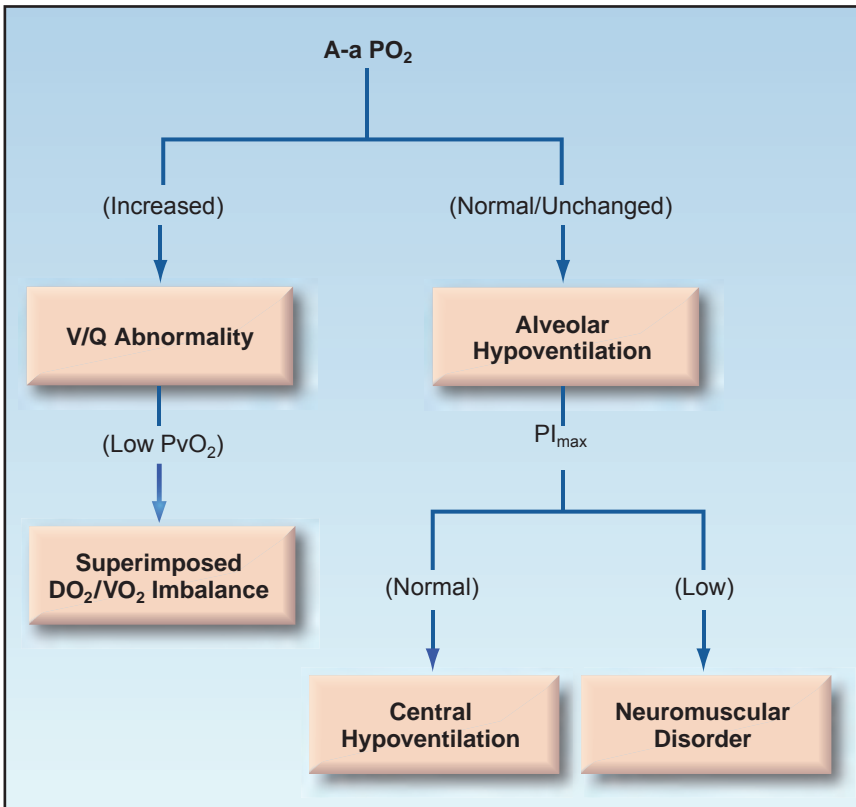 A-a PO₂
(Increased)
(Normal/Unchanged)
V/Q Abnormality
Alveolar
Hypoventilation
(Low PvO₂)
PImax
Superimposed
DO₂/VO₂ Imbalance
(Normal)
(Low)
Central
Hypoventilation
Neuromuscular
Disorder